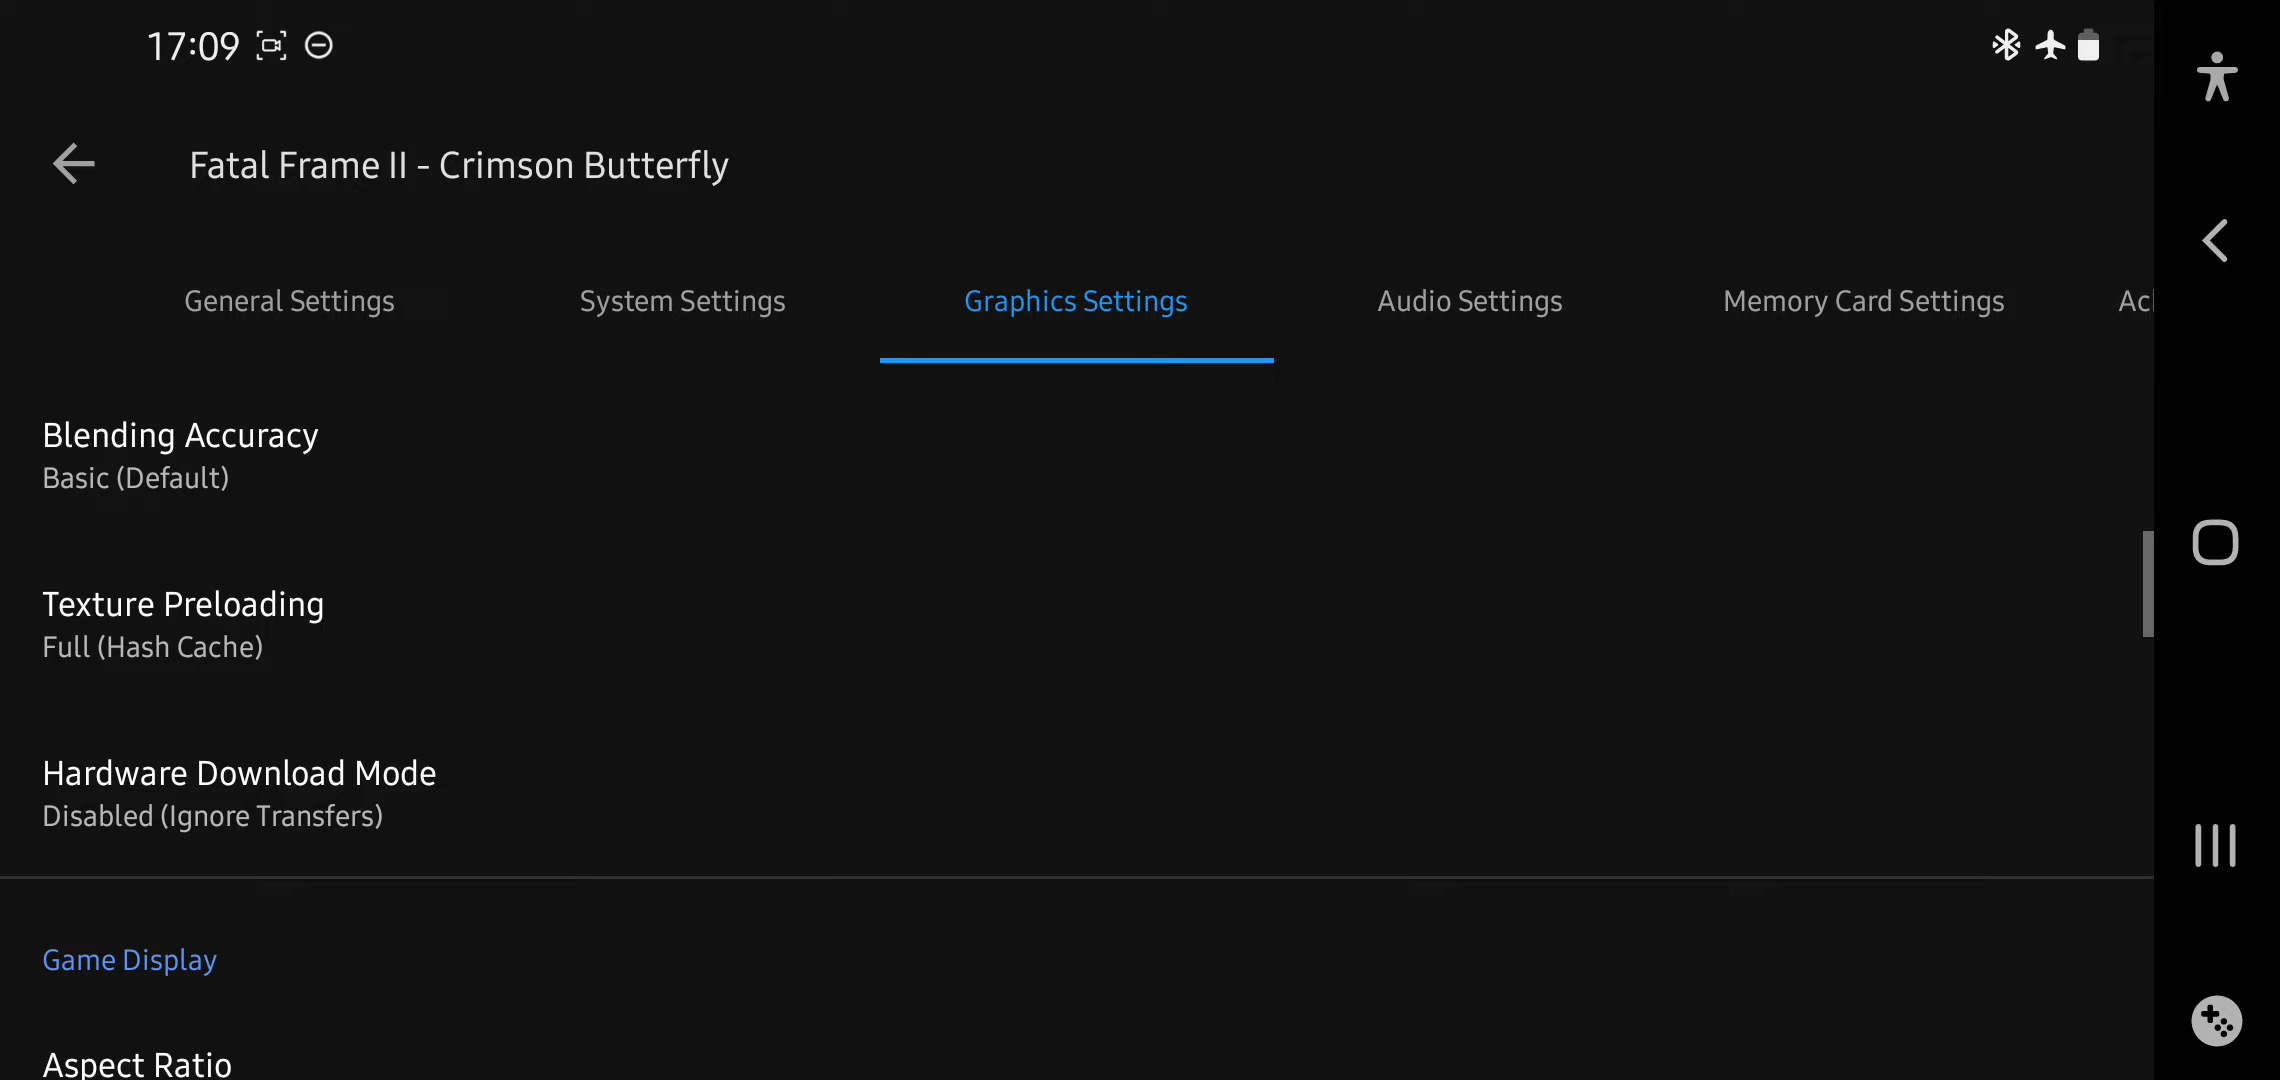 17:09
Fatal Frame II - Crimson Butterfly
General Settings
System Settings
Graphics Settings
Audio Settings
Memory Card Settings
Blending Accuracy
Basic (Default)
Texture Preloading
Full (Hash Cache)
Hardware Download Mode
Disabled (Ignore Transfers)
Game Display
Aspect Ratio